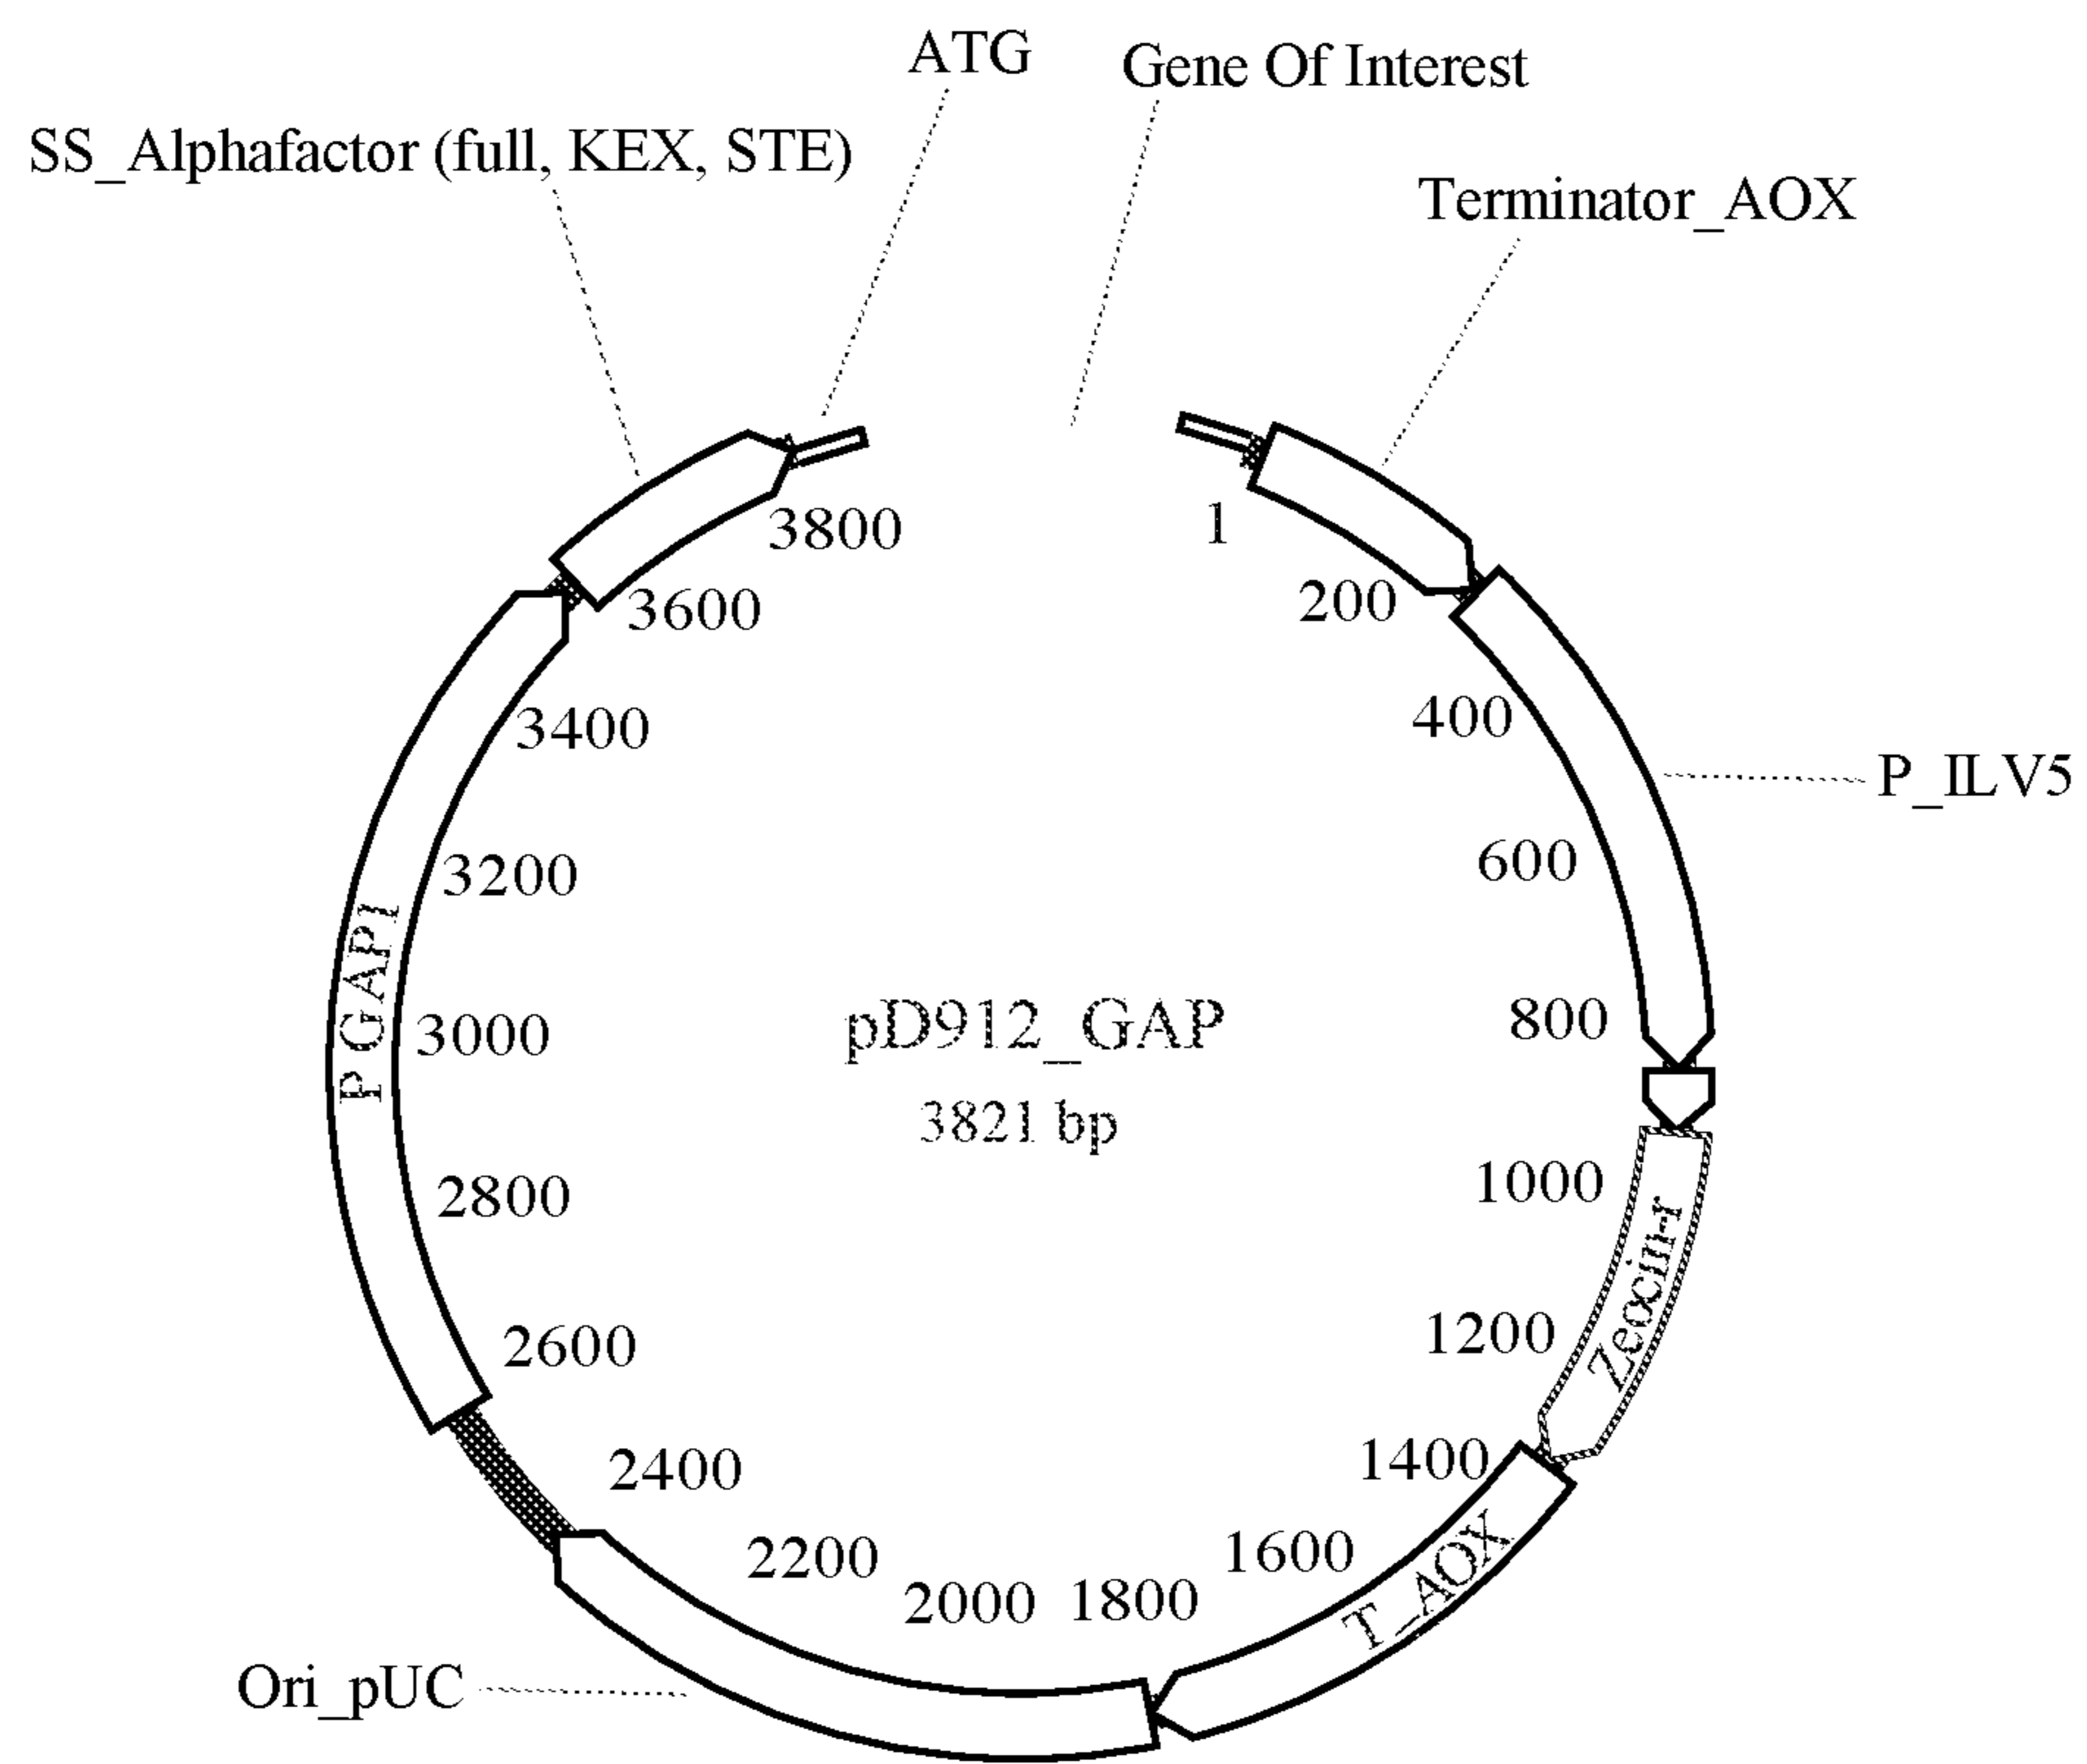 ATG
Gene Of Interest
SS_Alphafactor (full, KEX, STE)
Terminator_AOX
3800
1
3600
200
3400
400
P_ILV5
3200
600
P GAP1
3000
pD912_GAP
800
3821 bp
2800
1000
Zeocin-r
2600
1200
2400
1400
2200
1600
T_AOX
2000
1800
Ori_pUC